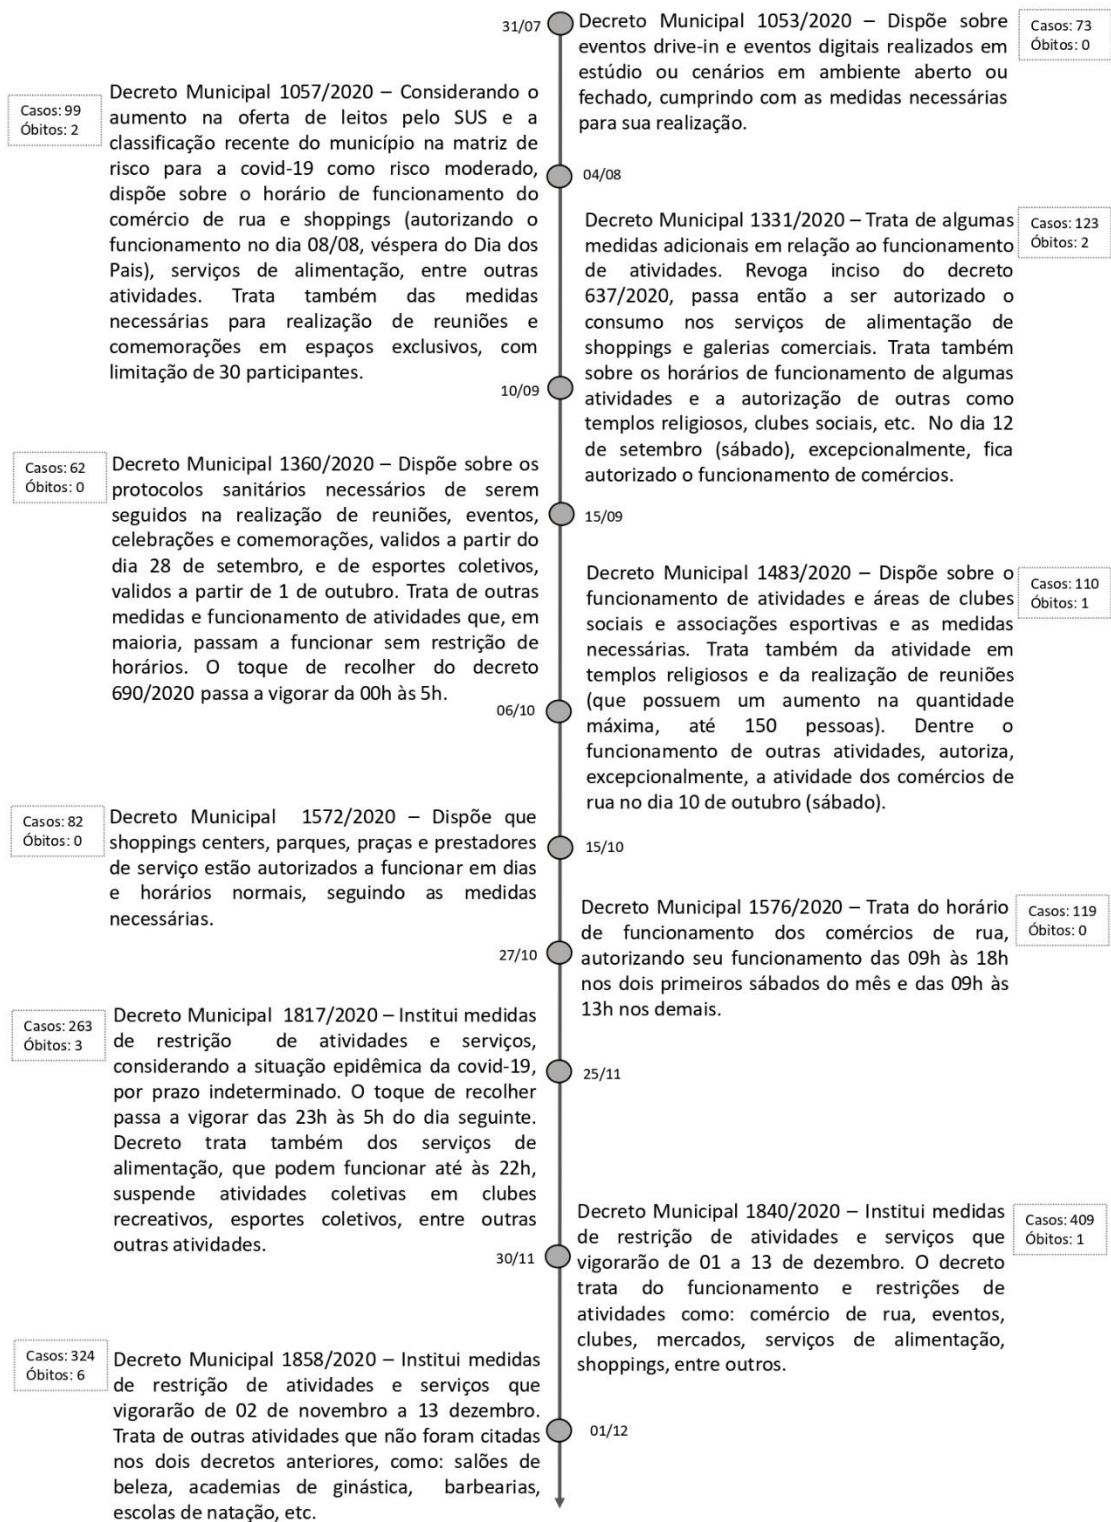 31/07
Decreto Municipal 1053/2020 – Dispõe sobre
eventos drive-in e eventos digitais realizados em
estúdio ou cenários em ambiente aberto ou
fechado, cumprindo com as medidas necessárias
para sua realização.
Casos: 73
Óbitos: 0
Casos: 99
Óbitos: 2
Decreto Municipal 1057/2020 – Considerando o
aumento na oferta de leitos pelo SUS e a
classificação recente do município na matriz de
risco para a covid-19 como risco moderado,
dispõe sobre o horário de funcionamento do
comércio de rua e shoppings (autorizando o
funcionamento no dia 08/08, véspera do Dia dos
Pais), serviços de alimentação, entre outras
atividades. Trata também das medidas
necessárias para realização de reuniões e
comemorações em espaços exclusivos, com
limitação de 30 participantes.
04/08
10/09
Decreto Municipal 1331/2020 – Trata de algumas
medidas adicionais em relação ao funcionamento
de atividades. Revoga inciso do decreto
637/2020, passa então a ser autorizado o
consumo nos serviços de alimentação de
shoppings e galerias comerciais. Trata também
sobre os horários de funcionamento de algumas
atividades e a autorização de outras como
templos religiosos, clubes sociais, etc. No dia 12
de setembro (sábado), excepcionalmente, fica
autorizado o funcionamento de comércios.
Casos: 123
Óbitos: 2
Casos: 62
Óbitos: 0
Decreto Municipal 1360/2020 – Dispõe sobre os
protocolos sanitários necessários de serem
seguidos na realização de reuniões, eventos,
celebrações e comemorações, validos a partir do
dia 28 de setembro, e de esportes coletivos,
validos a partir de 1 de outubro. Trata de outras
medidas e funcionamento de atividades que, em
maioria, passam a funcionar sem restrição de
horários. O toque de recolher do decreto
690/2020 passa a vigorar da 00h às 5h.
15/09
06/10
Decreto Municipal 1483/2020 – Dispõe sobre o
funcionamento de atividades e áreas de clubes
sociais e associações esportivas e as medidas
necessárias. Trata também da atividade em
templos religiosos e da realização de reuniões
(que possuem um aumento na quantidade
máxima, até 150 pessoas). Dentre o
funcionamento de outras atividades, autoriza,
excepcionalmente, a atividade dos comércios de
rua no dia 10 de outubro (sábado).
Casos: 110
Óbitos: 1
Casos: 82
Óbitos: 0
Decreto Municipal 1572/2020 – Dispõe que
shoppings centers, parques, praças e prestadores
de serviço estão autorizados a funcionar em dias
e horários normais, seguindo as medidas
necessárias.
15/10
27/10
Decreto Municipal 1576/2020 – Trata do horário
de funcionamento dos comércios de rua,
autorizando seu funcionamento das 09h às 18h
nos dois primeiros sábados do mês e das 09h às
13h nos demais.
Casos: 119
Óbitos: 0
Casos: 263
Óbitos: 3
Decreto Municipal 1817/2020 – Institui medidas
de restrição de atividades e serviços,
considerando a situação epidêmica da covid-19,
por prazo indeterminado. O toque de recolher
passa a vigorar das 23h às 5h do dia seguinte.
Decreto trata também dos serviços de
alimentação, que podem funcionar até às 22h,
suspende atividades coletivas em clubes
recreativos, esportes coletivos, entre outras
outras atividades.
25/11
30/11
Decreto Municipal 1840/2020 – Institui medidas
de restrição de atividades e serviços que
vigorarão de 01 a 13 de dezembro. O decreto
trata do funcionamento e restrições de
atividades como: comércio de rua, eventos,
clubes, mercados, serviços de alimentação,
shoppings, entre outros.
Casos: 409
Óbitos: 1
Casos: 324
Óbitos: 6
Decreto Municipal 1858/2020 – Institui medidas
de restrição de atividades e serviços que
vigorarão de 02 de novembro a 13 dezembro.
Trata de outras atividades que não foram citadas
nos dois decretos anteriores, como: salões de
beleza, academias de ginástica, barbearias,
escolas de natação, etc.
01/12